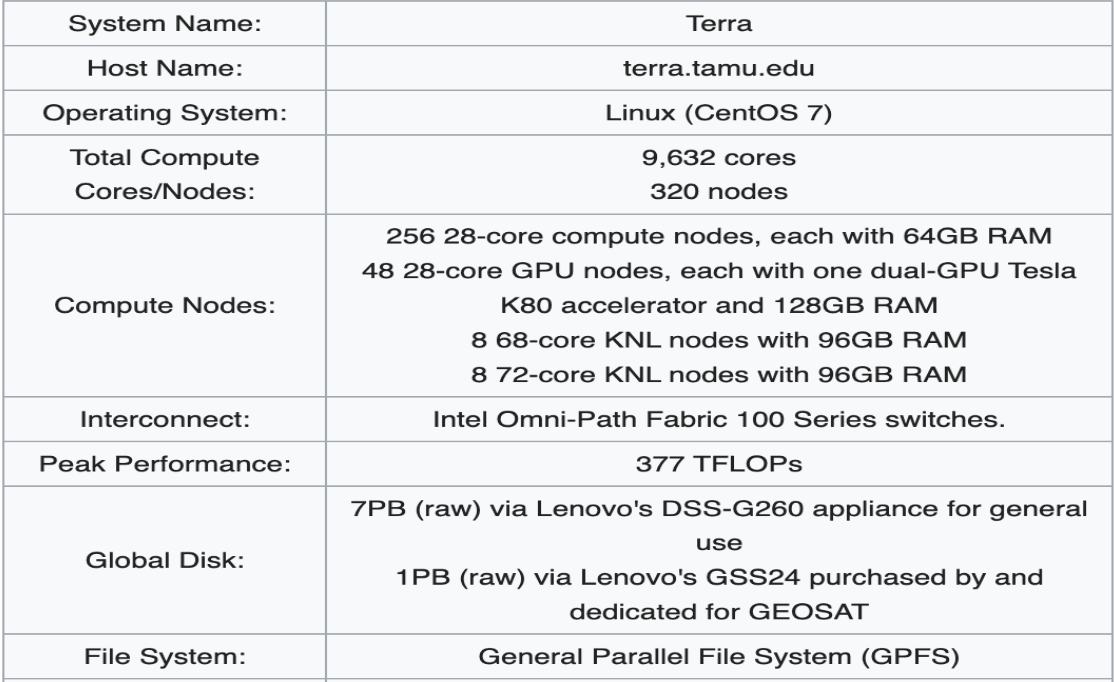 System Name: Terra
Host Name: terra.tamu.edu
Operating System: Linux (CentOS 7)
Total Compute
Cores/Nodes:
9,632 cores
320 nodes
Compute Nodes:
256 28-core compute nodes, each with 64GB RAM
48 28-core GPU nodes, each with one dual-GPU Tesla
K80 accelerator and 128GB RAM
8 68-core KNL nodes with 96GB RAM
8 72-core KNL nodes with 96GB RAM
Interconnect: Intel Omni-Path Fabric 100 Series switches.
Peak Performance: 377 TFLOPs
Global Disk:
7PB (raw) via Lenovo's DSS-G260 appliance for general
use
1PB (raw) via Lenovo's GSS24 purchased by and
dedicated for GEOSAT
File System: General Parallel File System (GPFS)